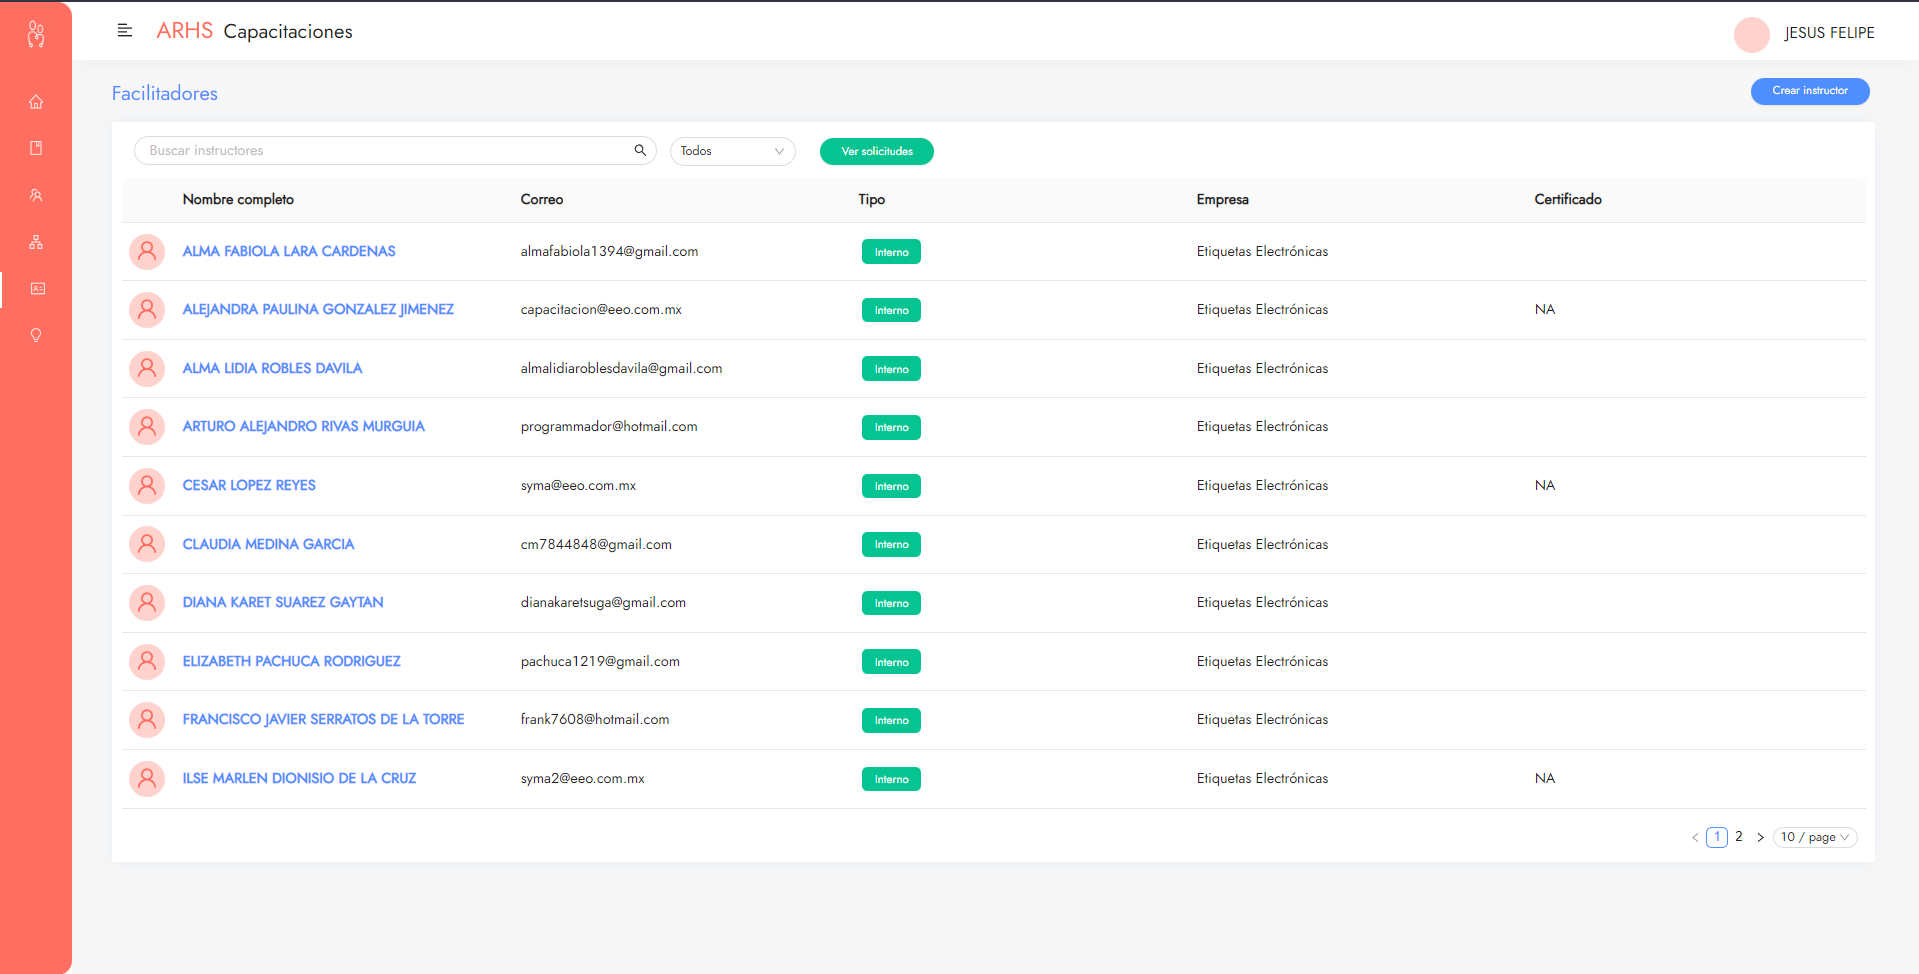 ARHS Capacitaciones
JESUS FELIPE
Facilitadores
Crear instructor
Buscar instructores
Todos
Ver solicitudes
Nombre completo Correo Tipo Empresa Certificado
ALMA FABIOLA LARA CARDENAS almafabiola1394@gmail.com Interno Etiquetas Electrónicas
ALEJANDRA PAULINA GONZALEZ JIMENEZ capacitacion@eeo.com.mx Interno Etiquetas Electrónicas NA
ALMA LIDIA ROBLES DAVILA almalidiaroblesdavila@gmail.com Interno Etiquetas Electrónicas
ARTURO ALEJANDRO RIVAS MURGUIA programmador@hotmail.com Interno Etiquetas Electrónicas
CESAR LOPEZ REYES syma@eeo.com.mx Interno Etiquetas Electrónicas NA
CLAUDIA MEDINA GARCIA cm7844848@gmail.com Interno Etiquetas Electrónicas
DIANA KARET SUAREZ GAYTAN dianakaretsuga@gmail.com Interno Etiquetas Electrónicas
ELIZABETH PACHUCA RODRIGUEZ pachuca1219@gmail.com Interno Etiquetas Electrónicas
FRANCISCO JAVIER SERRATOS DE LA TORRE frank7608@hotmail.com Interno Etiquetas Electrónicas
ILSE MARLEN DIONISIO DE LA CRUZ syma2@eeo.com.mx Interno Etiquetas Electrónicas NA
< 1 2 > 10 / page